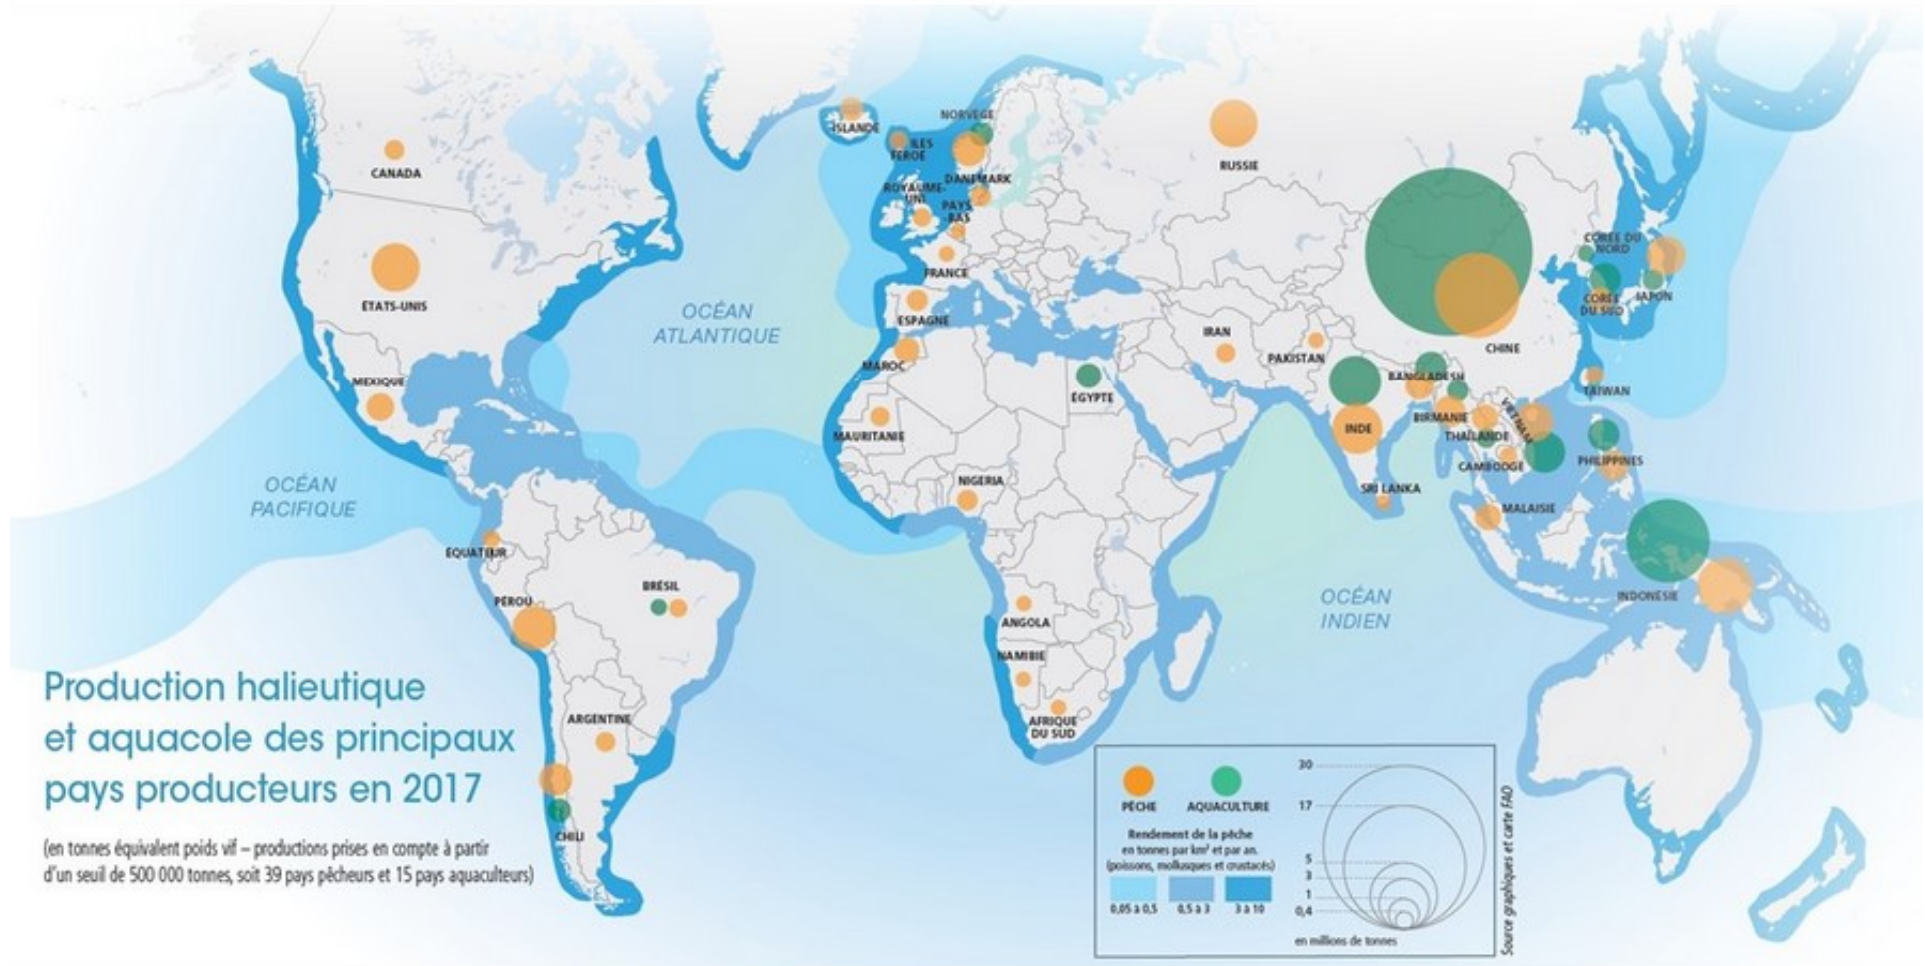 ISLANDE
NORVÈGE
ILES
FEROE
RUSSIE
CANADA
DANEMARK
ROYAUME-
UNI
PAYS
-BAS
CORÉE DU
NORD
FRANCE
ÉTATS-UNIS
OCÉAN
ATLANTIQUE
ESPAGNE
JAPON
CORÉE
DU SUD
IRAN
PAKISTAN
CHINE
MAROC
MEXIQUE
ÉGYPTE
BANGLADESH
TAIWAN
BIRMANIE
VIETNAM
INDE
MAURITANIE
THAÏLANDE
CAMBODGE
PHILIPPINES
OCÉAN
PACIFIQUE
NIGERIA
SRI LANKA
MALAISIE
ÉQUATEUR
BRÉSIL
PÉROU
OCÉAN
INDIEN
INDONÉSIE
ANGOLA
NAMIBIE
Production halieutique
et aquacole des principaux
pays producteurs en 2017
ARGENTINE
AFRIQUE
DU SUD
CHILI
(en tonnes équivalent poids vif – productions prises en compte à partir
d'un seuil de 500 000 tonnes, soit 39 pays pêcheurs et 15 pays aquaculteurs)
PÊCHE
AQUACULTURE
Rendement de la pêche
en tonnes par km² et par an.
(poissons, mollusques et crustacés)
0,05 à 0,5
0,5 à 3
3 à 10
30
17
5
3
1
0,4
en millions de tonnes
Source graphiques et carte FAO